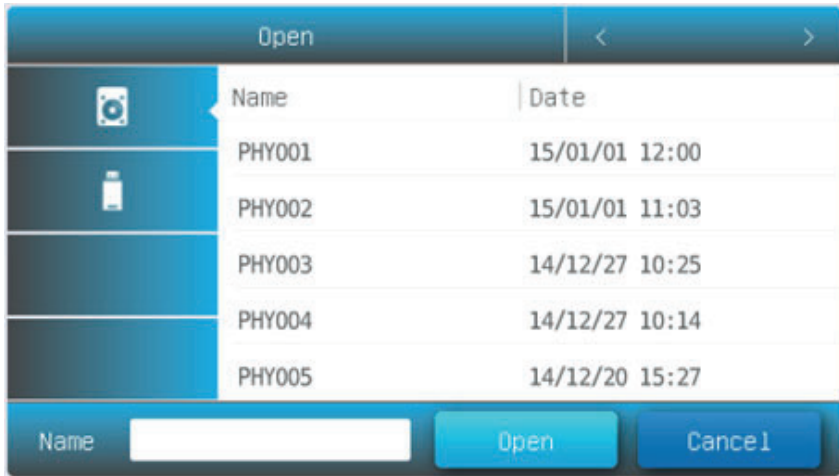 Open < >
Name Date
PHY001 15/01/01 12:00
PHY002 15/01/01 11:03
PHY003 14/12/27 10:25
PHY004 14/12/27 10:14
PHY005 14/12/20 15:27
Name Open Cancel